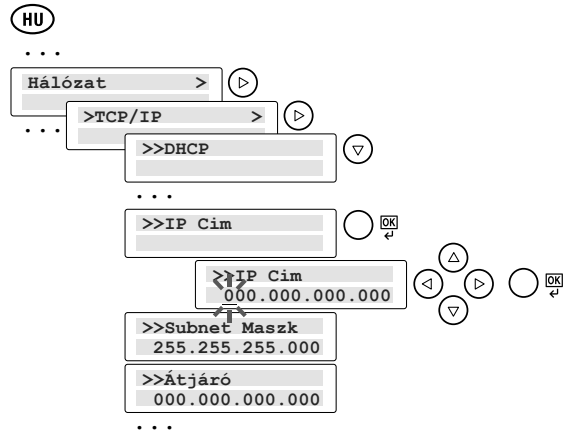 HU
...
Hálózat >
... >TCP/IP >
>>DHCP
...
>>IP Cim
OK
>>IP Cim
000.000.000.000
OK
>>Subnet Maszk
255.255.255.000
>>Átjáró
000.000.000.000
...